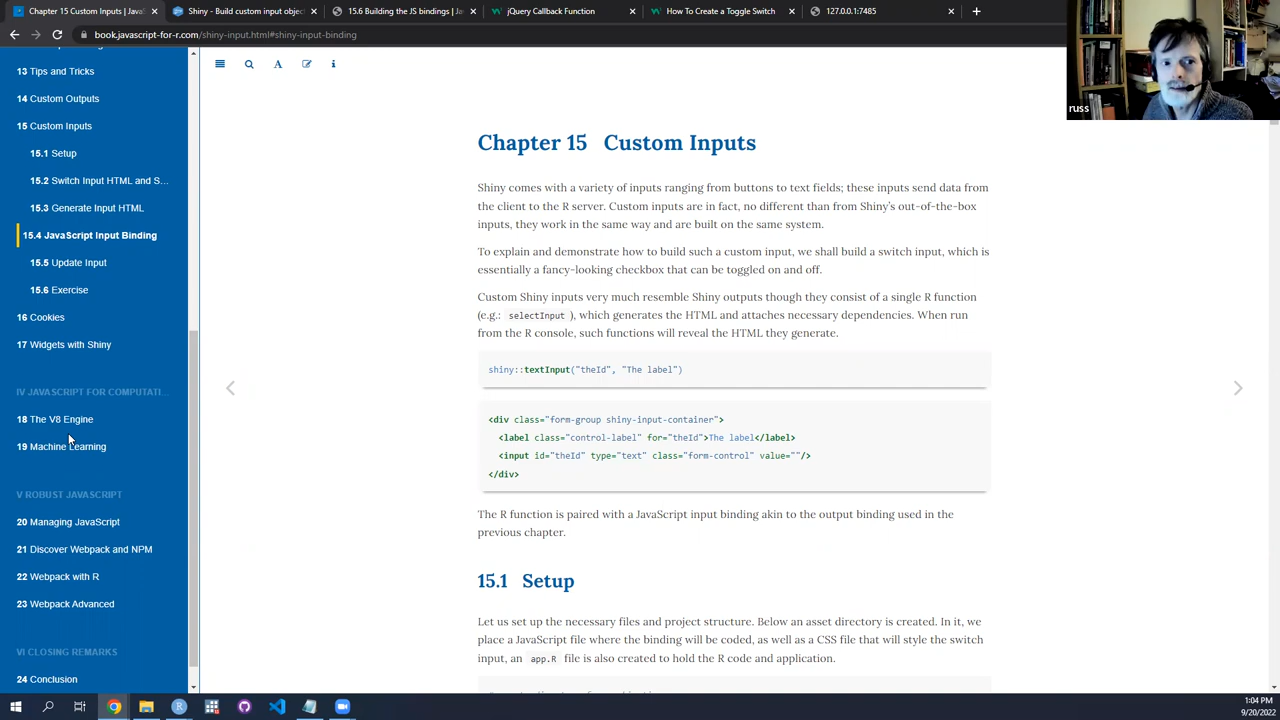 Chapter 15 Custom Inputs | Javas
Shiny - Build custom input objec
15.6 Building the JS bindings | Jav
jQuery Callback Function
How To Create a Toggle Switch
127.0.0.1:7485
book.javascript-for-r.com/shiny-input.html#shiny-input-binding
russ
13 Tips and Tricks
14 Custom Outputs
15 Custom Inputs
15.1 Setup
15.2 Switch Input HTML and S...
15.3 Generate Input HTML
15.4 JavaScript Input Binding
15.5 Update Input
15.6 Exercise
16 Cookies
17 Widgets with Shiny
IV JAVASCRIPT FOR COMPUTATI...
18 The V8 Engine
19 Machine Learning
V ROBUST JAVASCRIPT
20 Managing JavaScript
21 Discover Webpack and NPM
22 Webpack with R
23 Webpack Advanced
VI CLOSING REMARKS
24 Conclusion
Chapter 15 Custom Inputs
Shiny comes with a variety of inputs ranging from buttons to text fields; these inputs send data from
the client to the R server. Custom inputs are in fact, no different than from Shiny's out-of-the-box
inputs, they work in the same way and are built on the same system.
To explain and demonstrate how to build such a custom input, we shall build a switch input, which is
essentially a fancy-looking checkbox that can be toggled on and off.
Custom Shiny inputs very much resemble Shiny outputs though they consist of a single R function
(e.g.: selectInput ), which generates the HTML and attaches necessary dependencies. When run
from the R console, such functions will reveal the HTML they generate.
shiny::textInput("theId", "The label")
<div class="form-group shiny-input-container">
<label class="control-label" for="theId">The label</label>
<input id="theId" type="text" class="form-control" value=""/>
</div>
The R function is paired with a JavaScript input binding akin to the output binding used in the
previous chapter.
15.1 Setup
Let us set up the necessary files and project structure. Below an asset directory is created. In it, we
place a JavaScript file where the binding will be coded, as well as a CSS file that will style the switch
input, an app.R file is also created to hold the R code and application.
1:04 PM
9/20/2022